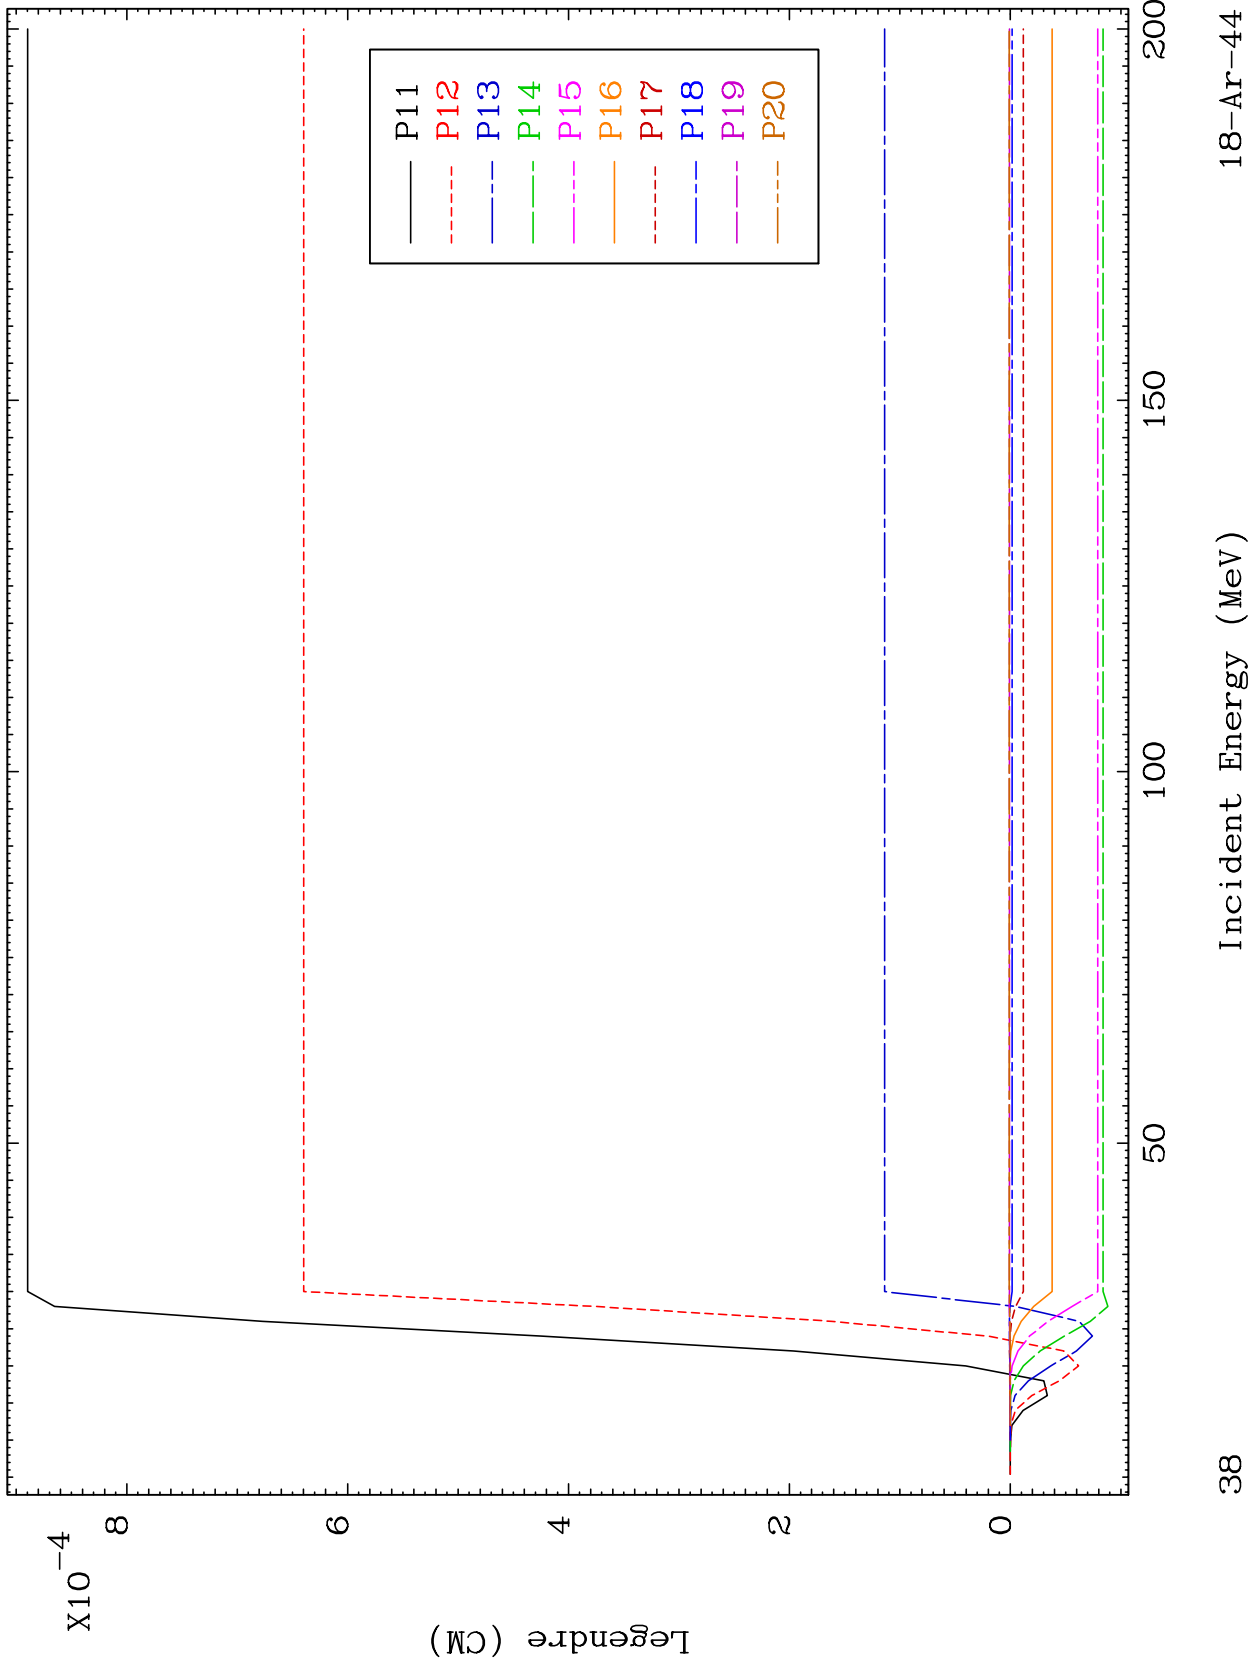 X10-4
8
6
4
2
0
Legendre (CM)
P11
P12
P13
P14
P15
P16
P17
P18
P19
P20
50
100
150
200
Incident Energy (MeV)
38
18-Ar-44